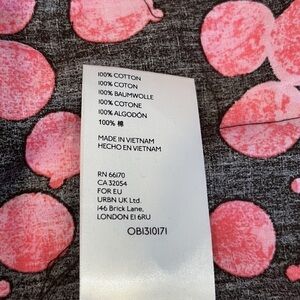 100% COTTON
100% COTON
100% BAUMWOLLE
100% COTONE
100% ALGODÓN
100% 棉
MADE IN VIETNAM
HECHO EN VIETNAM
RN 66170
CA 32054
FOR EU
URBN UK Ltd.
146 Brick Lane,
LONDON E1 6RU
OB1310171